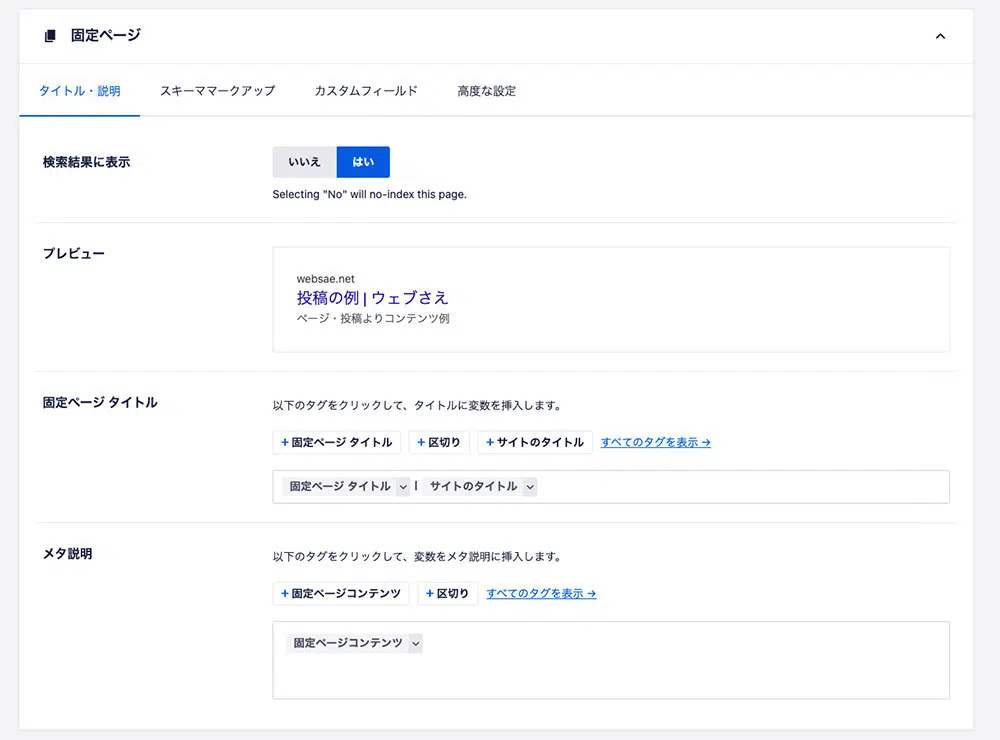 固定ページ
タイトル・説明 スキーママークアップ カスタムフィールド 高度な設定
検索結果に表示 いいえ はい
Selecting "No" will no-index this page.
プレビュー
websae.net
投稿の例 | ウェブさえ
ページ・投稿よりコンテンツ例
固定ページ タイトル 以下のタグをクリックして、タイトルに変数を挿入します。
+ 固定ページ タイトル + 区切り + サイトのタイトル すべてのタグを表示 →
固定ページ タイトル | サイトのタイトル
メタ説明 以下のタグをクリックして、変数をメタ説明に挿入します。
+ 固定ページコンテンツ + 区切り すべてのタグを表示 →
固定ページコンテンツ